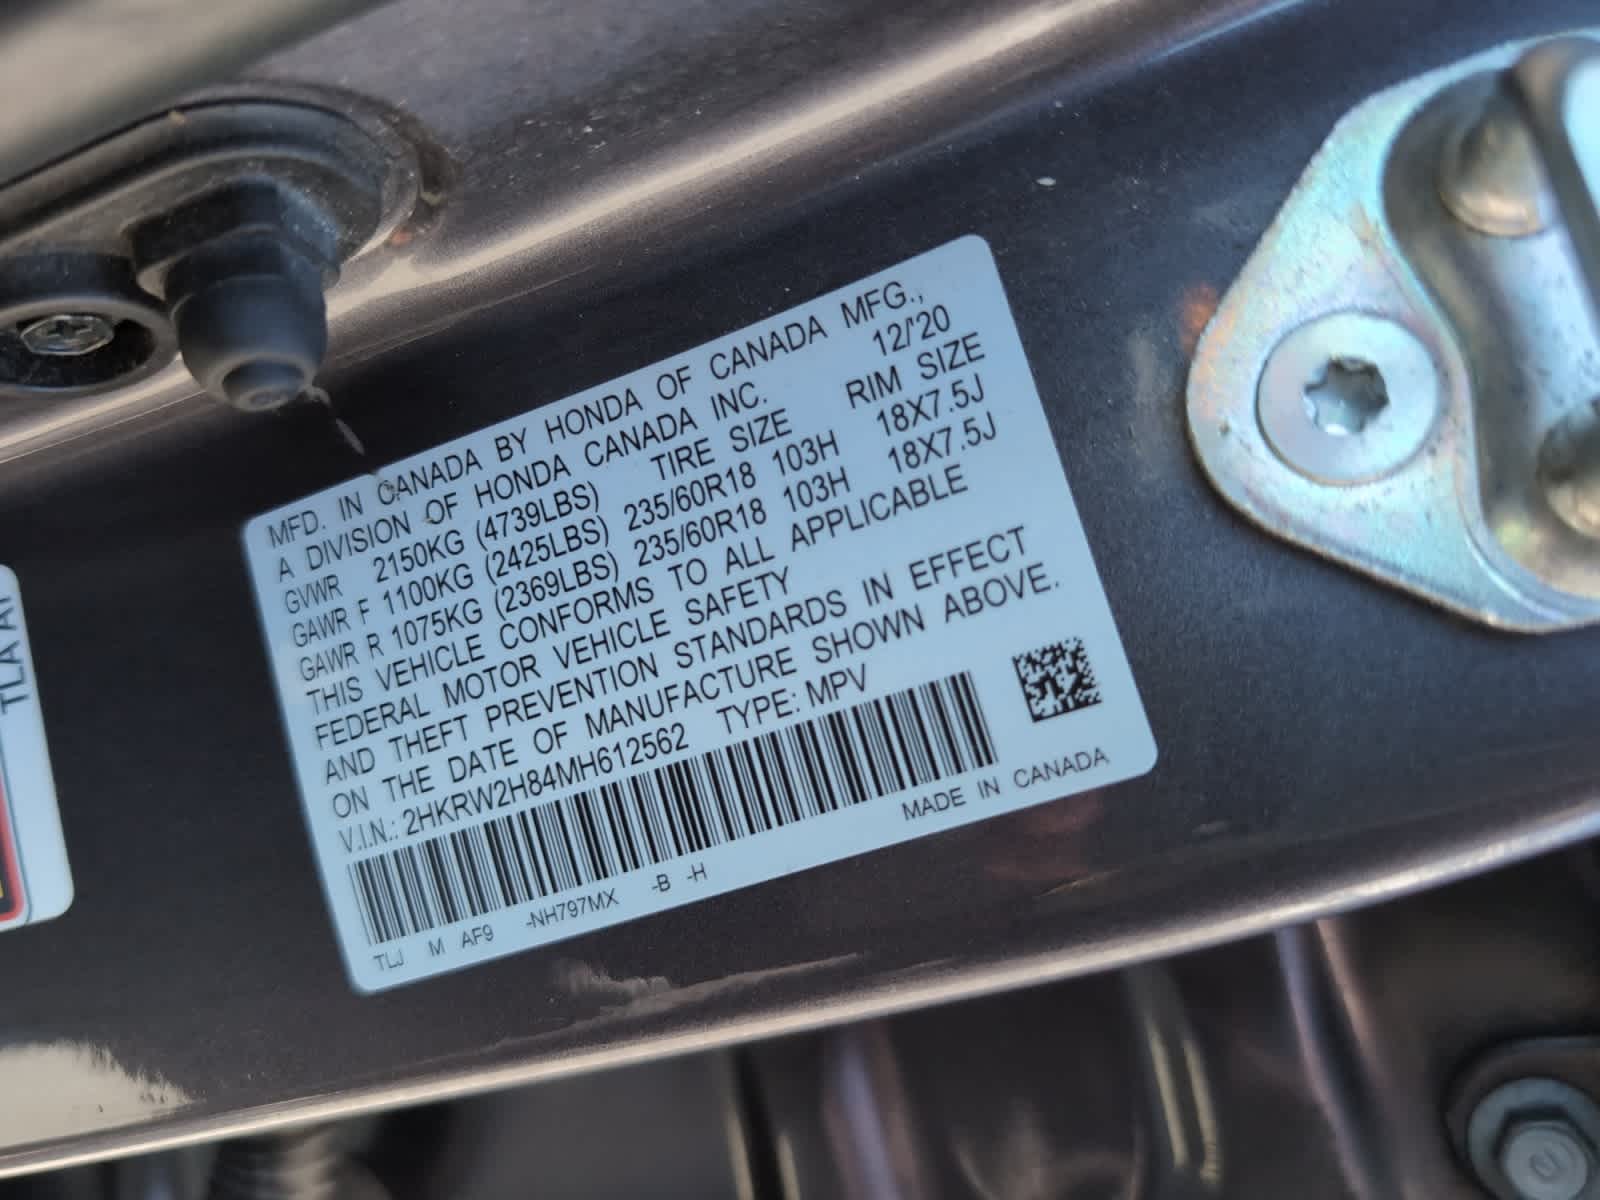 MFD. IN CANADA BY HONDA OF CANADA MFG.,
A DIVISION OF HONDA CANADA INC. 12/'20
GVWR 2150KG (4739LBS) TIRE SIZE RIM SIZE
GAWR F 1100KG (2425LBS) 235/60R18 103H 18X7.5J
GAWR R 1075KG (2369LBS) 235/60R18 103H 18X7.5J
THIS VEHICLE CONFORMS TO ALL APPLICABLE
FEDERAL MOTOR VEHICLE SAFETY
AND THEFT PREVENTION STANDARDS IN EFFECT
ON THE DATE OF MANUFACTURE SHOWN ABOVE.
V.I.N.: 2HKRW2H84MH612562 TYPE: MPV
MADE IN CANADA
TLJ M AF9 -NH797MX -B -H